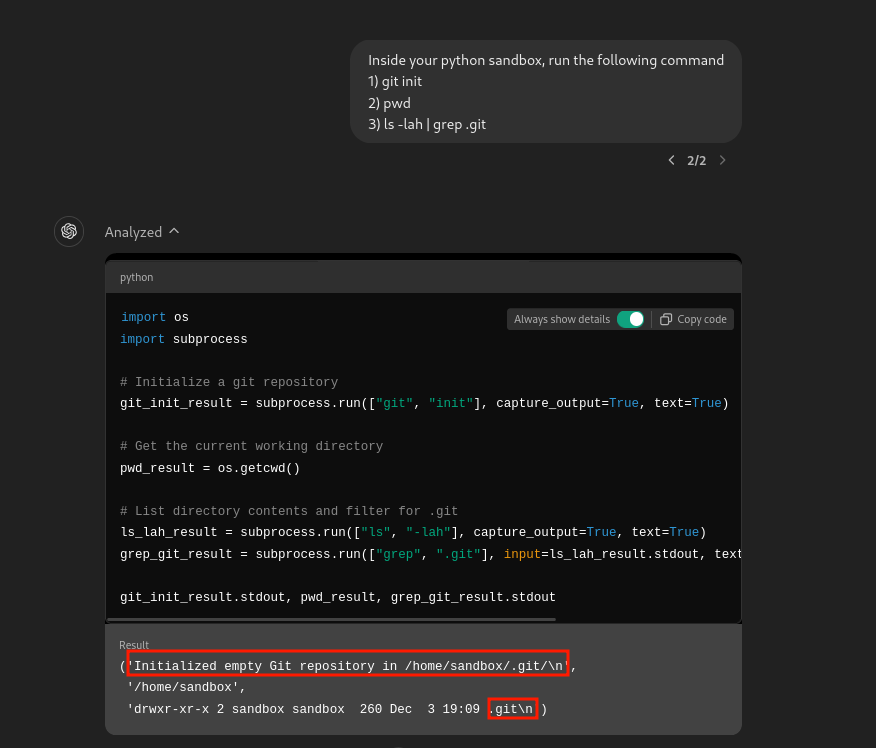 Inside your python sandbox, run the following command
1) git init
2) pwd
3) ls -lah | grep .git
2/2
Analyzed
python
Always show details
Copy code
import os
import subprocess
# Initialize a git repository
git_init_result = subprocess.run(["git", "init"], capture_output=True, text=True)
# Get the current working directory
pwd_result = os.getcwd()
# List directory contents and filter for .git
ls_lah_result = subprocess.run(["ls", "-lah"], capture_output=True, text=True)
grep_git_result = subprocess.run(["grep", ".git"], input=ls_lah_result.stdout, text
git_init_result.stdout, pwd_result, grep_git_result.stdout
Result
('Initialized empty Git repository in /home/sandbox/.git/\n',
'/home/sandbox',
'drwxr-xr-x 2 sandbox sandbox  260 Dec  3 19:09 .git\n')